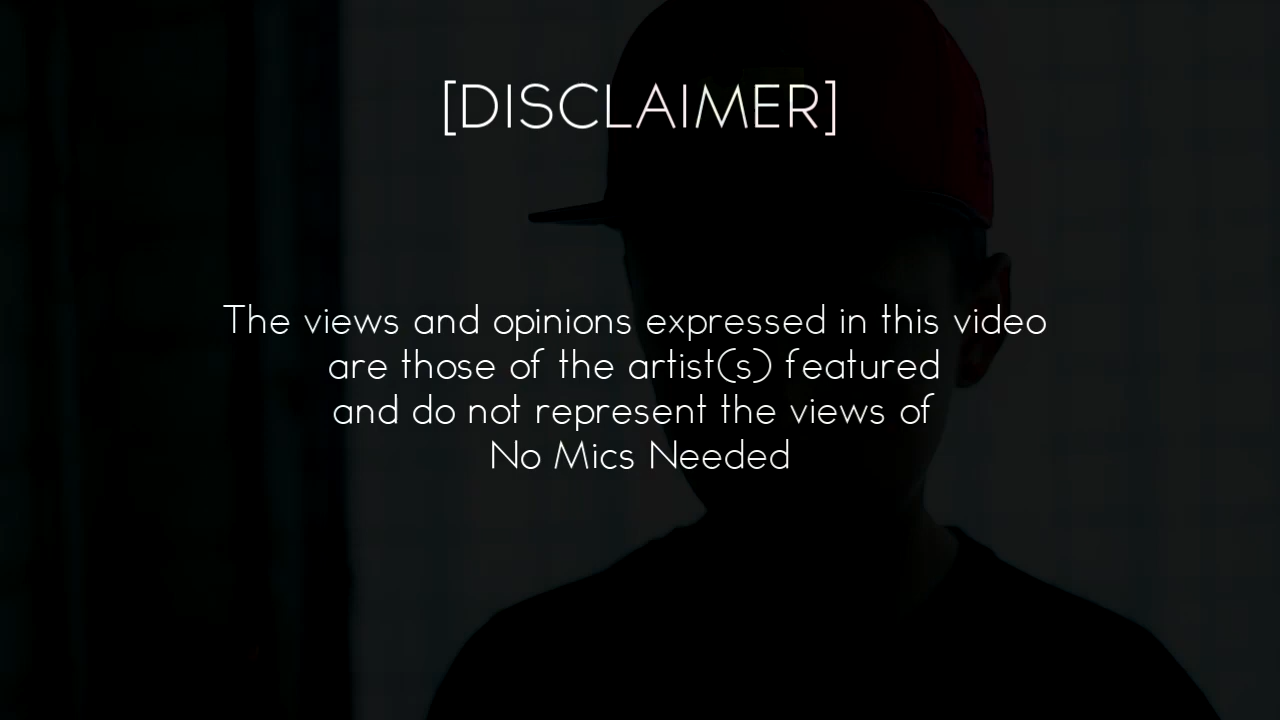 [DISCLAIMER]
The views and opinions expressed in this video
are those of the artist(s) featured
and do not represent the views of
No Mics Needed